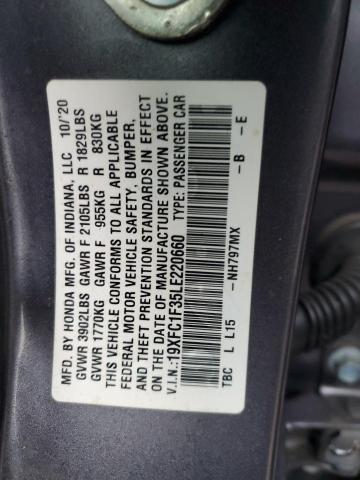 MFD. BY HONDA MFG. OF INDIANA, LLC 10/'20
GVWR 3902LBS GAWR F 2105LBS R 1829LBS
GVWR 1770KG GAWR F 955KG R 830KG
THIS VEHICLE CONFORMS TO ALL APPLICABLE
FEDERAL MOTOR VEHICLE SAFETY, BUMPER,
AND THEFT PREVENTION STANDARDS IN EFFECT
ON THE DATE OF MANUFACTURE SHOWN ABOVE.
V.I.N.:19XFC1F35LE220660 TYPE: PASSENGER CAR
TBC L L15 -NH797MX -B -E